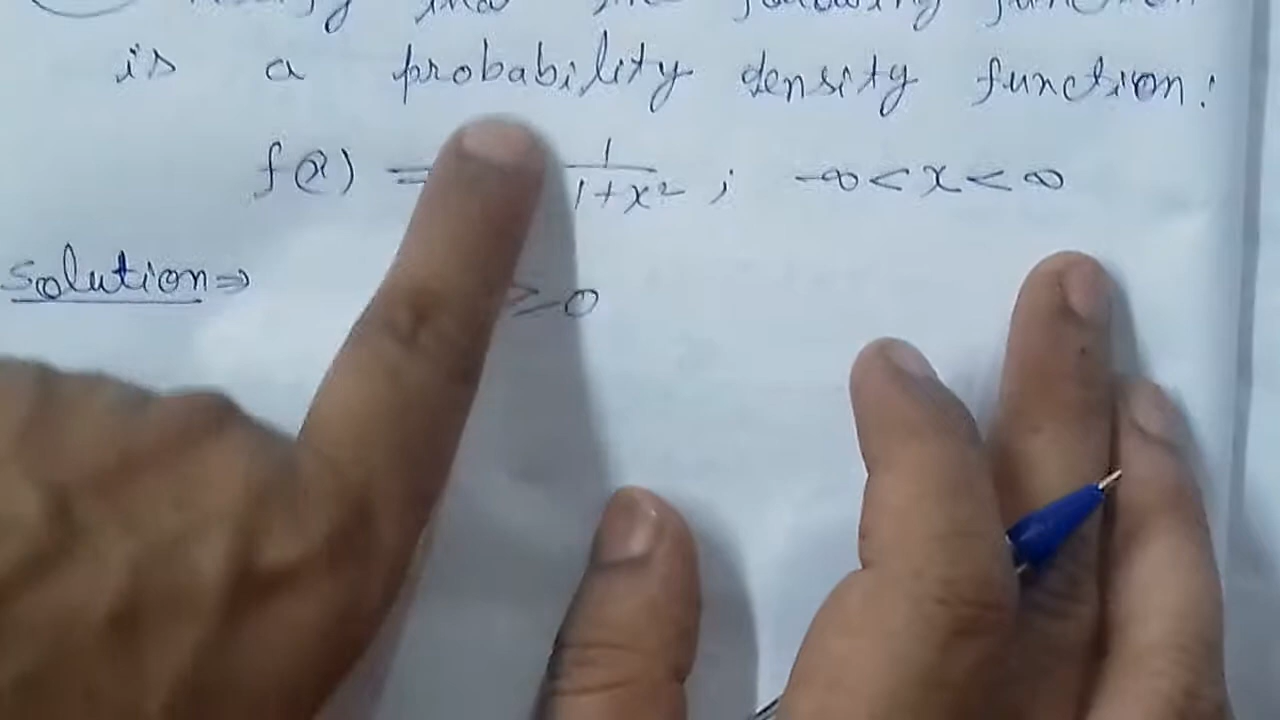 is a probability density function:
f(x) = 1/1+x²; -∞<x<∞
Solution⇒ ≥0